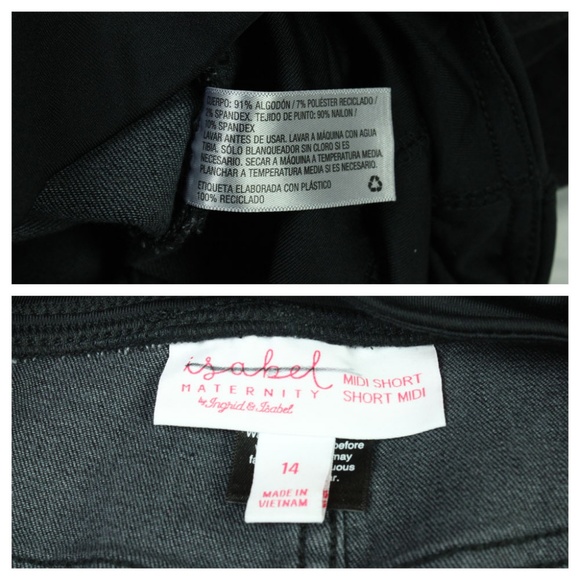 CUERPO: 91% ALGODÓN / 7% POLIÉSTER RECICLADO /
2% SPANDEX. TEJIDO DE PUNTO: 90% NAILON /
10% SPANDEX
LAVAR ANTES DE USAR. LAVAR A MÁQUINA CON AGUA
TIBIA. SÓLO BLANQUEADOR SIN CLORO SI ES
NECESARIO. SECAR A MÁQUINA A TEMPERATURA MEDIA.
PLANCHAR A TEMPERATURA MEDIA SI ES NECESARIO.
ETIQUETA ELABORADA CON PLÁSTICO
100% RECICLADO
isabel
MATERNITY
by Ingrid & Isabel
MIDI SHORT
SHORT MIDI
before
may
uous
14
MADE IN
VIETNAM